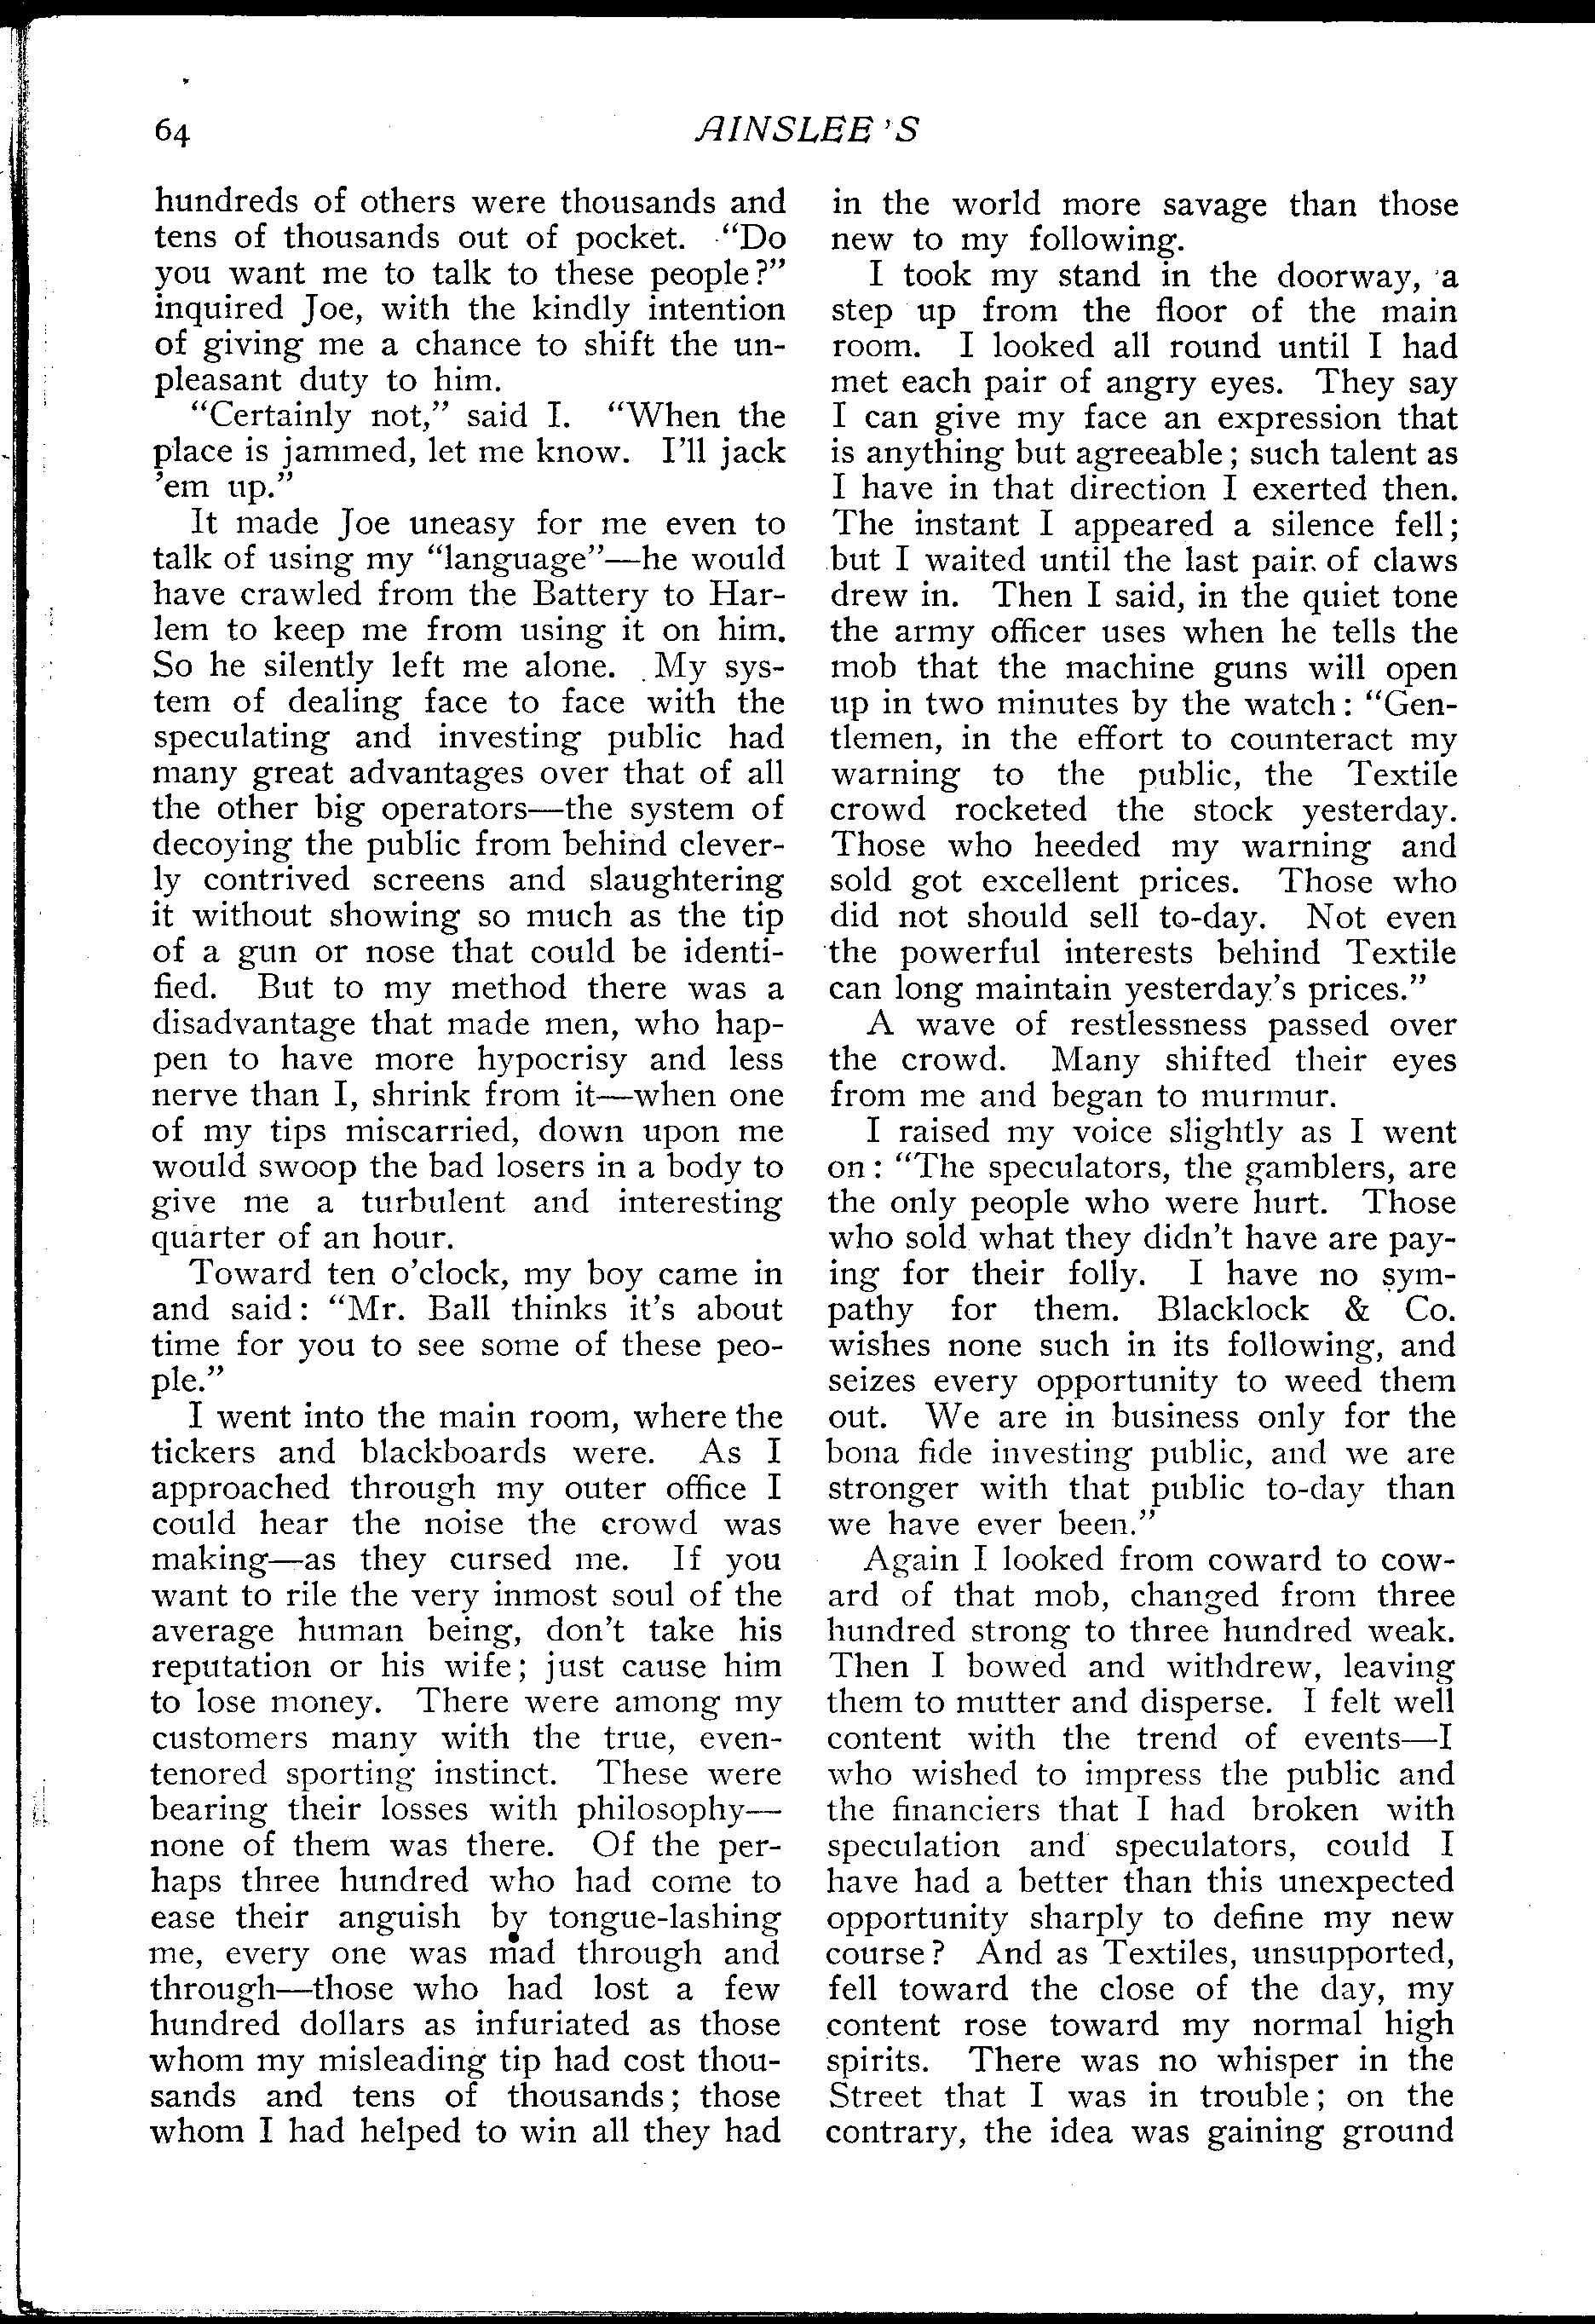 64
AINSLEE'S
hundreds of others were thousands and
tens of thousands out of pocket. "Do
you want me to talk to these people?"
inquired Joe, with the kindly intention
of giving me a chance to shift the un-
pleasant duty to him.
"Certainly not," said I. "When the
place is jammed, let me know. I'll jack
'em up."
It made Joe uneasy for me even to
talk of using my "language"—he would
have crawled from the Battery to Har-
lem to keep me from using it on him.
So he silently left me alone. My sys-
tem of dealing face to face with the
speculating and investing public had
many great advantages over that of all
the other big operators—the system of
decoying the public from behind clever-
ly contrived screens and slaughtering
it without showing so much as the tip
of a gun or nose that could be identi-
fied. But to my method there was a
disadvantage that made men, who hap-
pen to have more hypocrisy and less
nerve than I, shrink from it—when one
of my tips miscarried, down upon me
would swoop the bad losers in a body to
give me a turbulent and interesting
quarter of an hour.
Toward ten o'clock, my boy came in
and said: "Mr. Ball thinks it's about
time for you to see some of these peo-
ple."
I went into the main room, where the
tickers and blackboards were. As I
approached through my outer office I
could hear the noise the crowd was
making—as they cursed me. If you
want to rile the very inmost soul of the
average human being, don't take his
reputation or his wife; just cause him
to lose money. There were among my
customers many with the true, even-
tenored sporting instinct. These were
bearing their losses with philosophy—
none of them was there. Of the per-
haps three hundred who had come to
ease their anguish by tongue-lashing
me, every one was mad through and
through—those who had lost a few
hundred dollars as infuriated as those
whom my misleading tip had cost thou-
sands and tens of thousands; those
whom I had helped to win all they had
in the world more savage than those
new to my following.
I took my stand in the doorway, a
step up from the floor of the main
room. I looked all round until I had
met each pair of angry eyes. They say
I can give my face an expression that
is anything but agreeable; such talent as
I have in that direction I exerted then.
The instant I appeared a silence fell;
but I waited until the last pair of claws
drew in. Then I said, in the quiet tone
the army officer uses when he tells the
mob that the machine guns will open
up in two minutes by the watch: "Gen-
tlemen, in the effort to counteract my
warning to the public, the Textile
crowd rocketed the stock yesterday.
Those who heeded my warning and
sold got excellent prices. Those who
did not should sell to-day. Not even
the powerful interests behind Textile
can long maintain yesterday's prices."
A wave of restlessness passed over
the crowd. Many shifted their eyes
from me and began to murmur.
I raised my voice slightly as I went
on: "The speculators, the gamblers, are
the only people who were hurt. Those
who sold what they didn't have are pay-
ing for their folly. I have no sym-
pathy for them. Blacklock & Co.
wishes none such in its following, and
seizes every opportunity to weed them
out. We are in business only for the
bona fide investing public, and we are
stronger with that public to-day than
we have ever been."
Again I looked from coward to cow-
ard of that mob, changed from three
hundred strong to three hundred weak.
Then I bowed and withdrew, leaving
them to mutter and disperse. I felt well
content with the trend of events—I
who wished to impress the public and
the financiers that I had broken with
speculation and speculators, could I
have had a better than this unexpected
opportunity sharply to define my new
course? And as Textiles, unsupported,
fell toward the close of the day, my
content rose toward my normal high
spirits. There was no whisper in the
Street that I was in trouble; on the
contrary, the idea was gaining ground